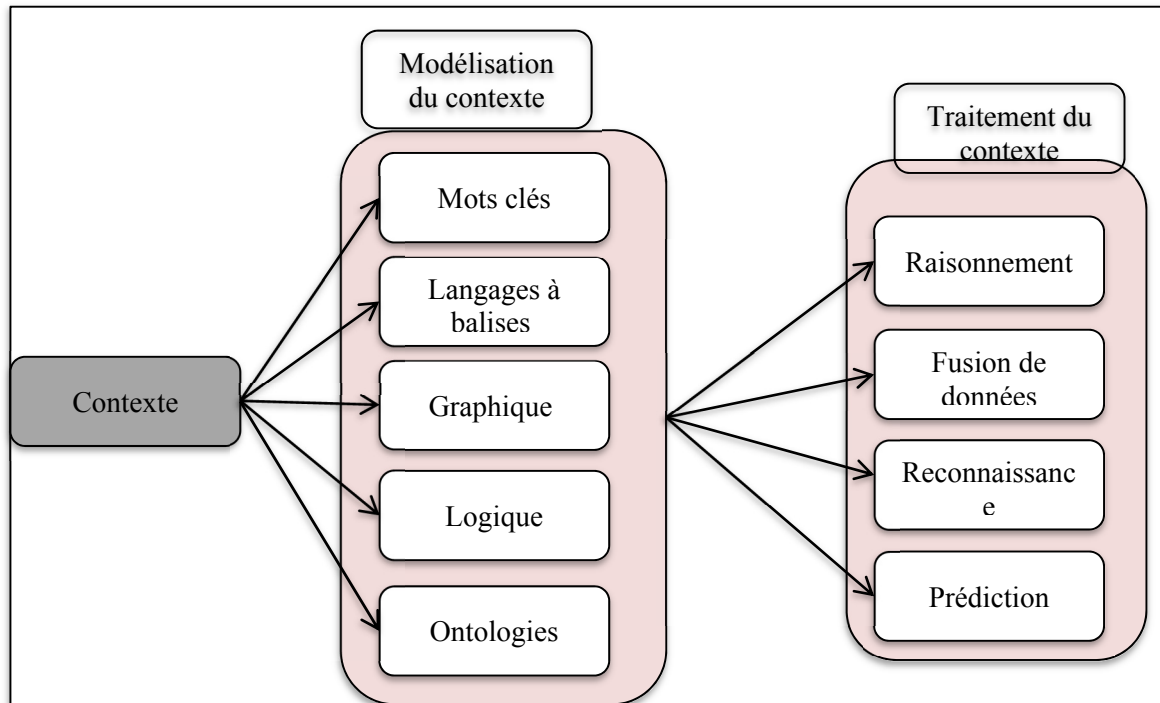 Modélisation
du contexte
Mots clés
Langages à
balises
Contexte
Graphique
Logique
Ontologies
Traitement du
contexte
Raisonnement
Fusion de
données
Reconnaissanc
e
Prédiction